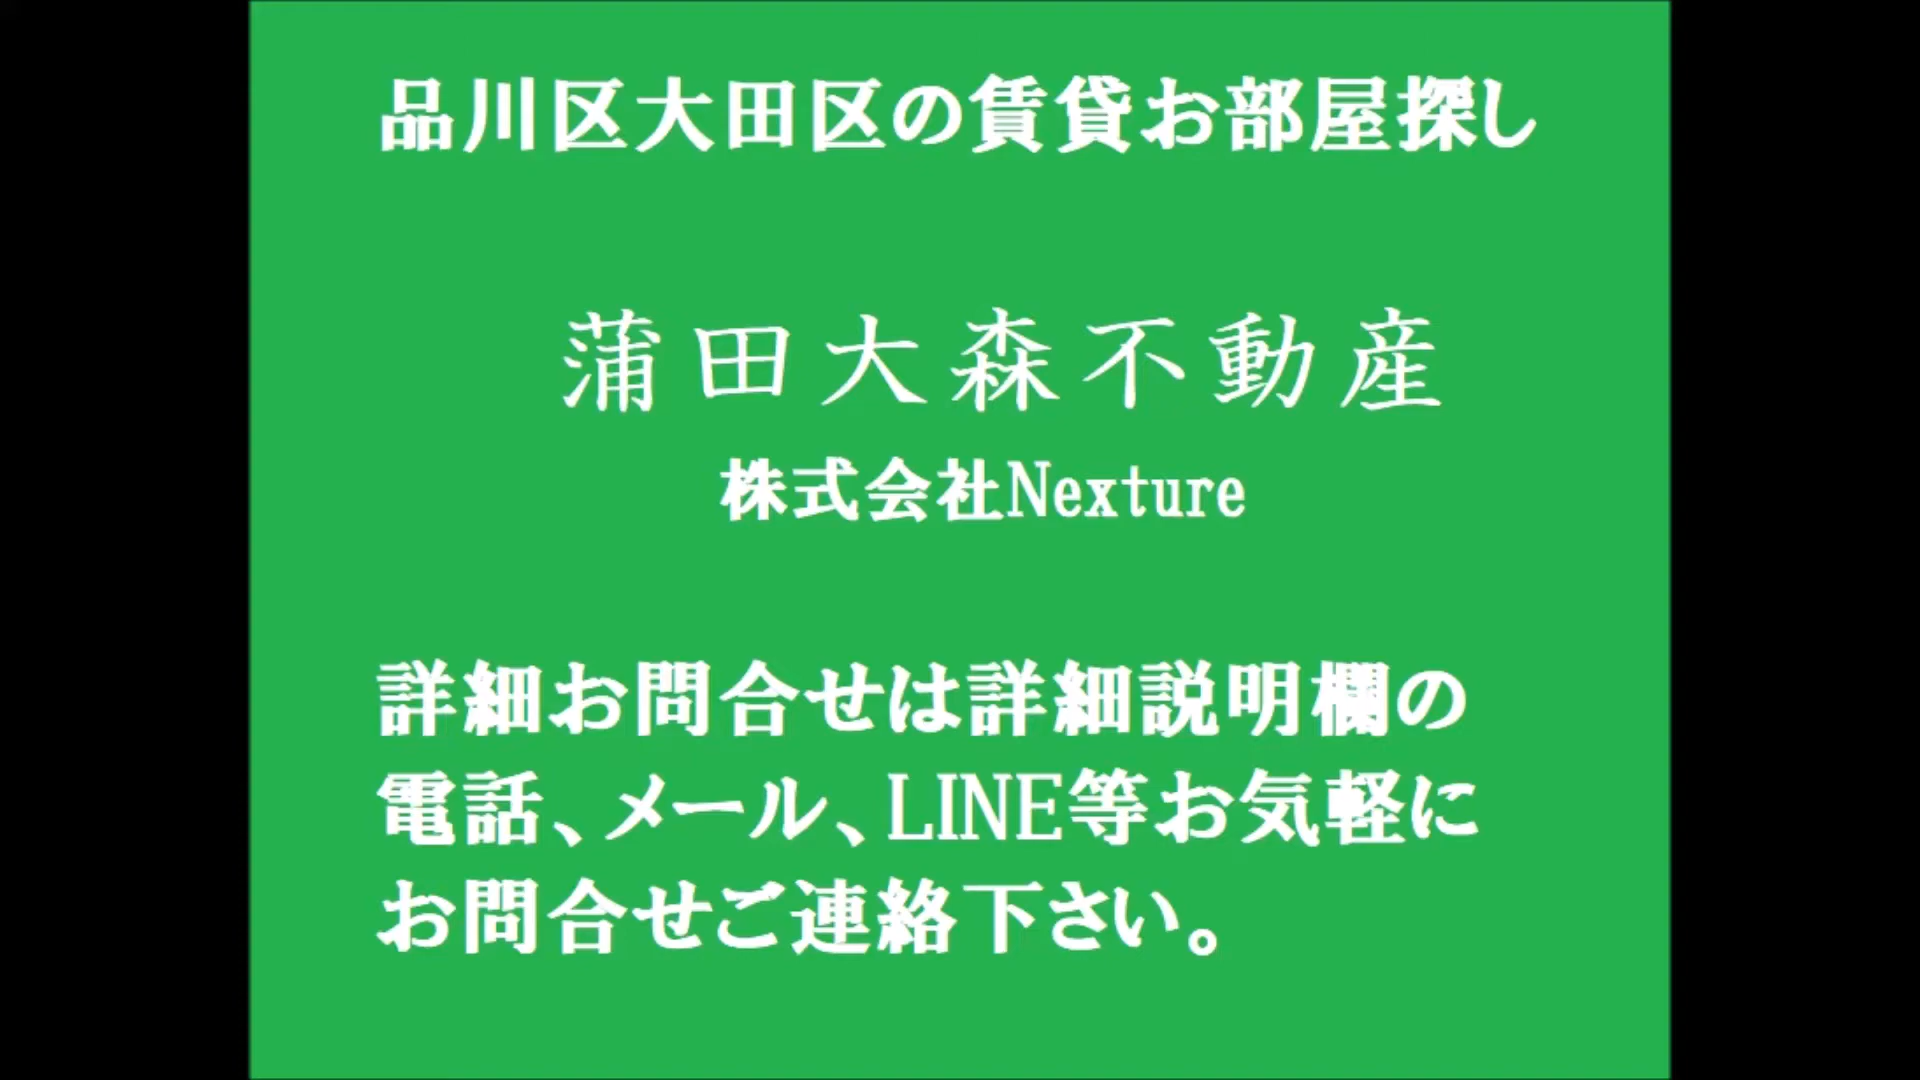 品川区大田区の賃貸お部屋探し
蒲田大森不動産
株式会社Nexture
詳細お問合せは詳細説明欄の
電話、メール、LINE等お気軽に
お問合せご連絡下さい。